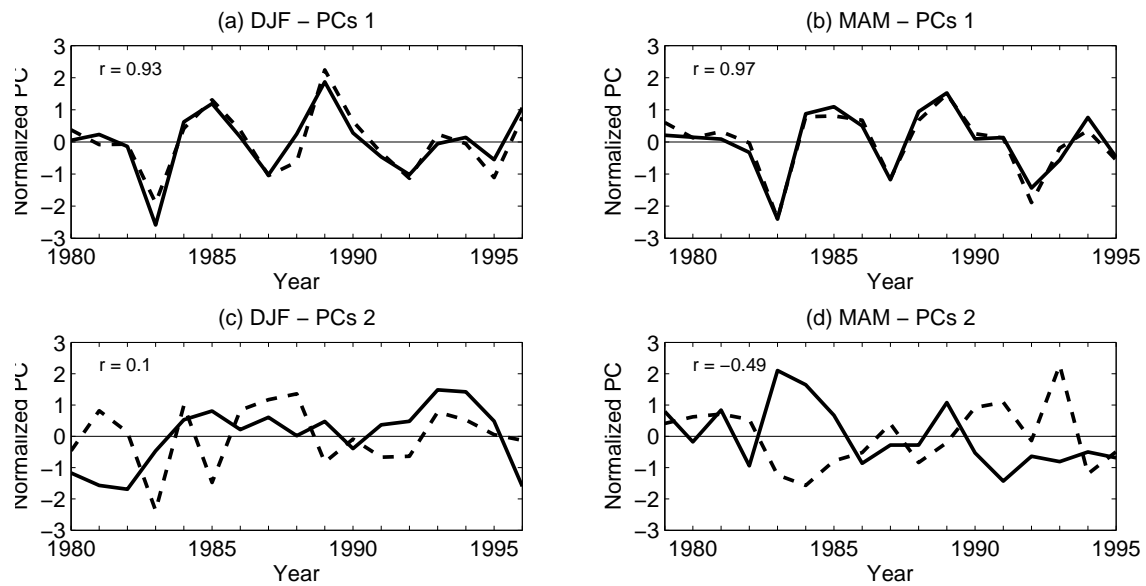 (a) DJF − PCs 1
3
2
1
0
−1
−2
−3
Normalized PC
r = 0.93
1980 1985 1990 1995
Year
(b) MAM − PCs 1
3
2
1
0
−1
−2
−3
Normalized PC
r = 0.97
1980 1985 1990 1995
Year
(c) DJF − PCs 2
3
2
1
0
−1
−2
−3
Normalized PC
r = 0.1
1980 1985 1990 1995
Year
(d) MAM − PCs 2
3
2
1
0
−1
−2
−3
Normalized PC
r = −0.49
1980 1985 1990 1995
Year